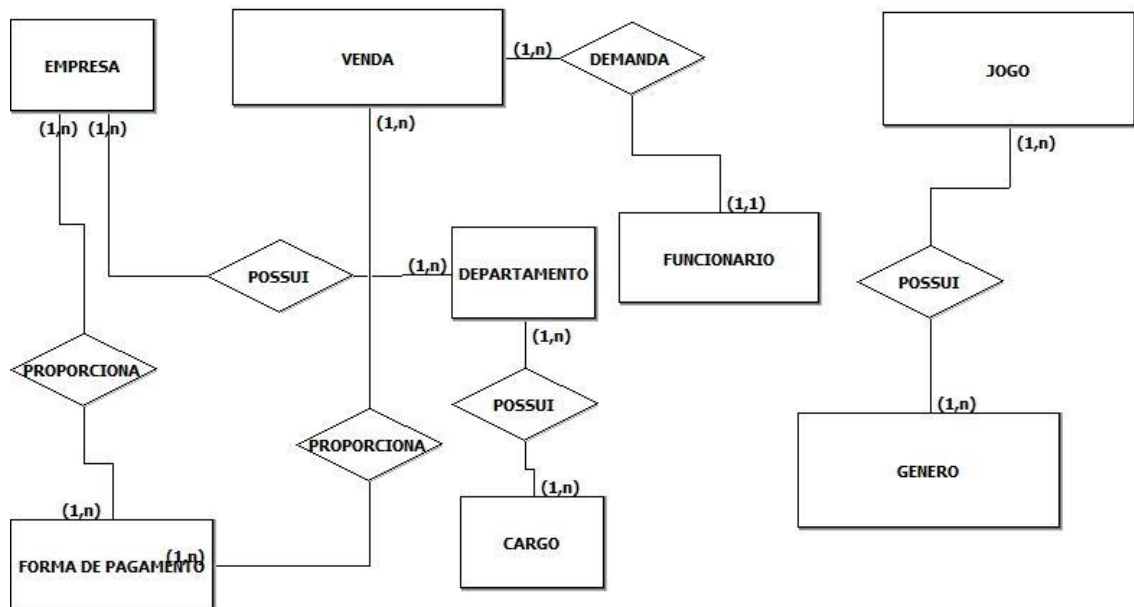 EMPRESA
(1,n)
(1,n)
VENDA
(1,n)
(1,n)
DEMANDA
(1,1)
FUNCIONARIO
JOGO
(1,n)
POSSUI
(1,n)
GENERO
POSSUI
(1,n)
DEPARTAMENTO
(1,n)
POSSUI
(1,n)
CARGO
PROPORCIONA
(1,n)
PROPORCIONA
(1,n)
FORMA DE PAGAMENTO